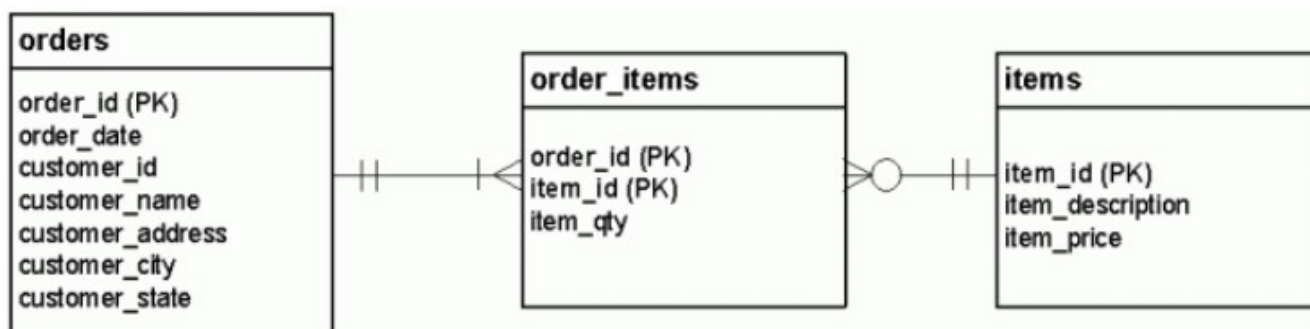 orders
order_id (PK)
order_date
customer_id
customer_name
customer_address
customer_city
customer_state
order_items
order_id (PK)
item_id (PK)
item_qty
items
item_id (PK)
item_description
item_price